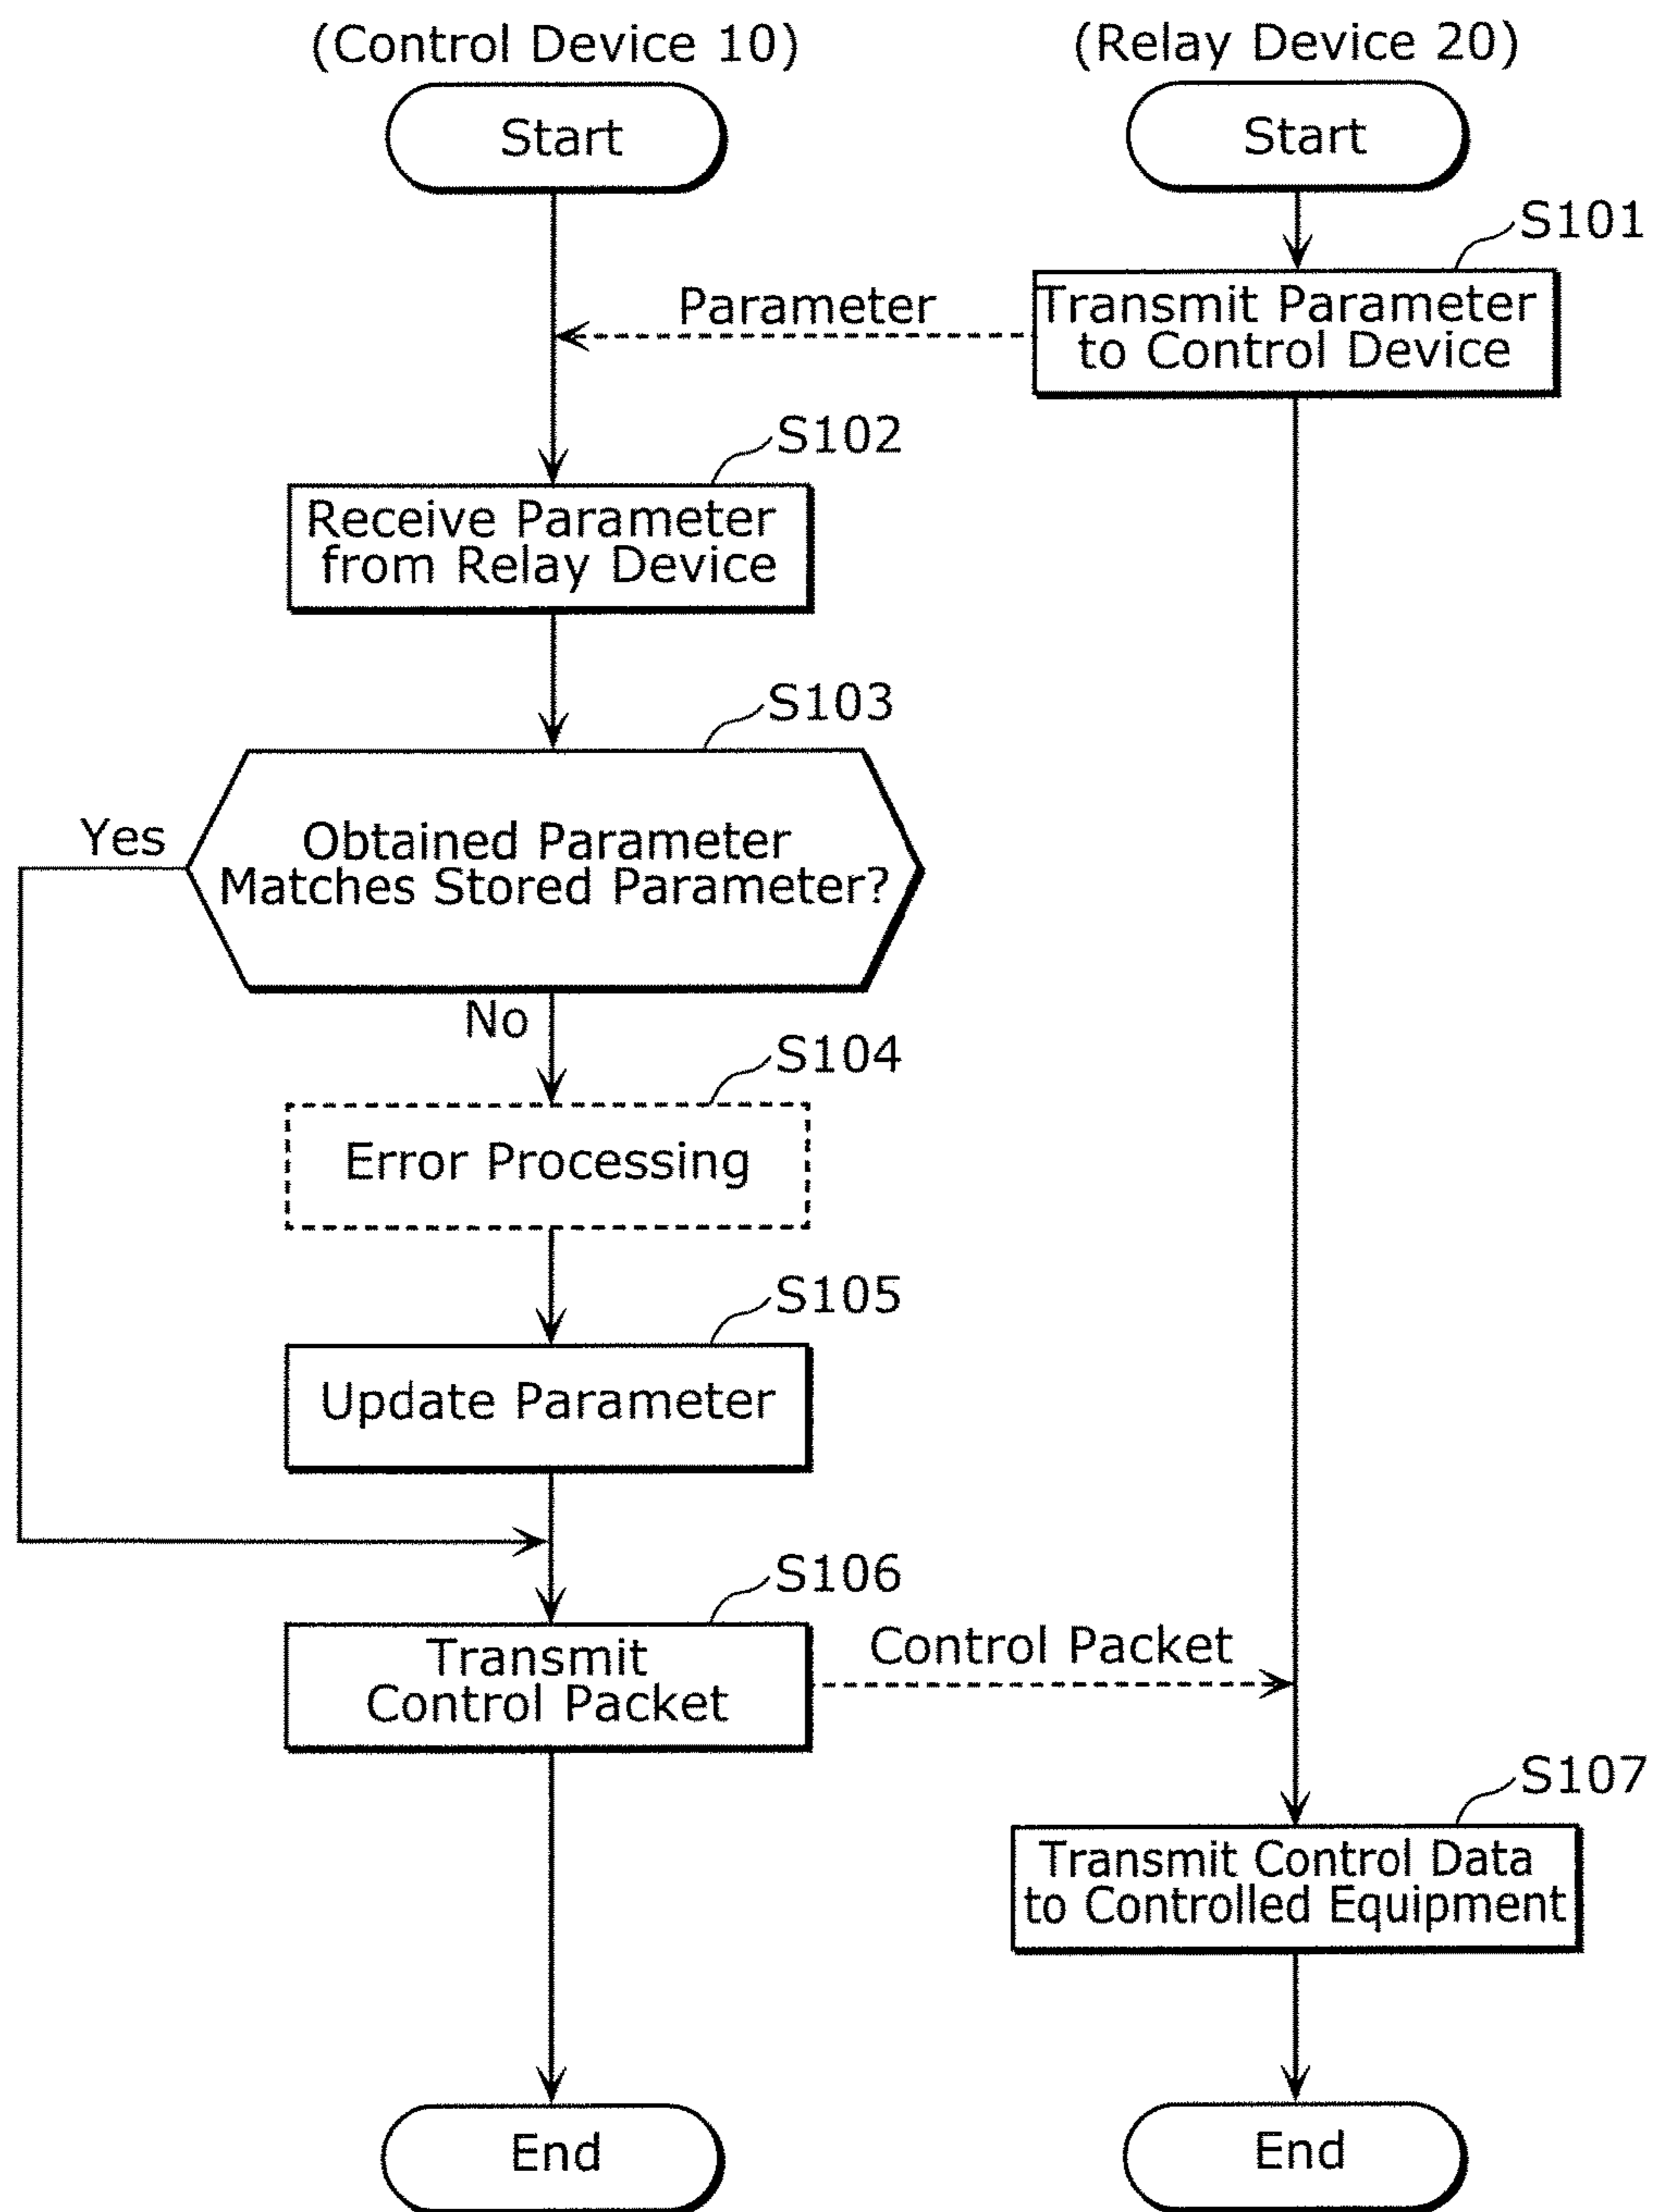 (Control Device 10)
(Relay Device 20)
Start
Start
S101
Transmit Parameter
to Control Device
Parameter
S102
Receive Parameter
from Relay Device
S103
Yes
Obtained Parameter
Matches Stored Parameter?
No
S104
Error Processing
S105
Update Parameter
S106
Transmit
Control Packet
Control Packet
S107
Transmit Control Data
to Controlled Equipment
End
End